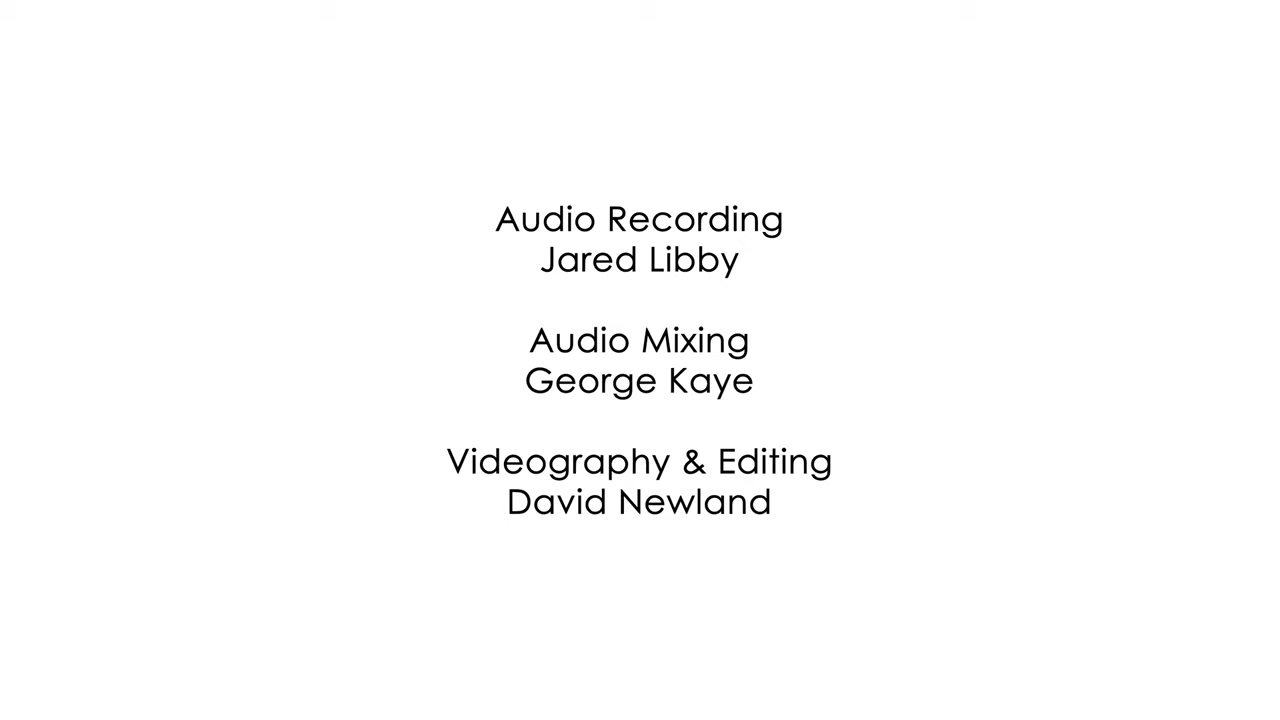 Audio Recording
Jared Libby
Audio Mixing
George Kaye
Videography & Editing
David Newland